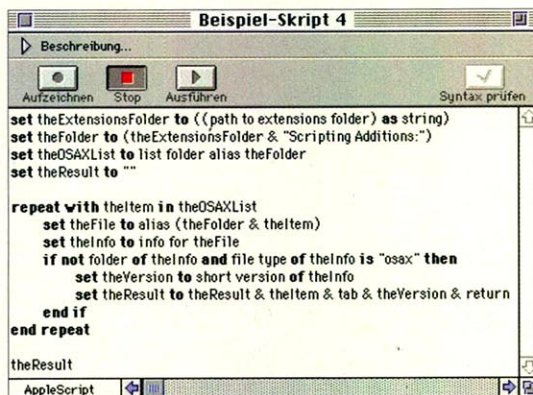 Beispiel-Skript 4
Beschreibung...
Aufzeichnen Stop Ausführen Syntax prüfen
set theExtensionsFolder to ((path to extensions folder) as string)
set theFolder to (theExtensionsFolder & "Scripting Additions:")
set theOSAXList to list folder alias theFolder
set theResult to ""
repeat with theItem in theOSAXList
set theFile to alias (theFolder & theItem)
set theInfo to info for theFile
if not folder of theInfo and file type of theInfo is "osax" then
set theVersion to short version of theInfo
set theResult to theResult & theItem & tab & theVersion & return
end if
end repeat
theResult
AppleScript